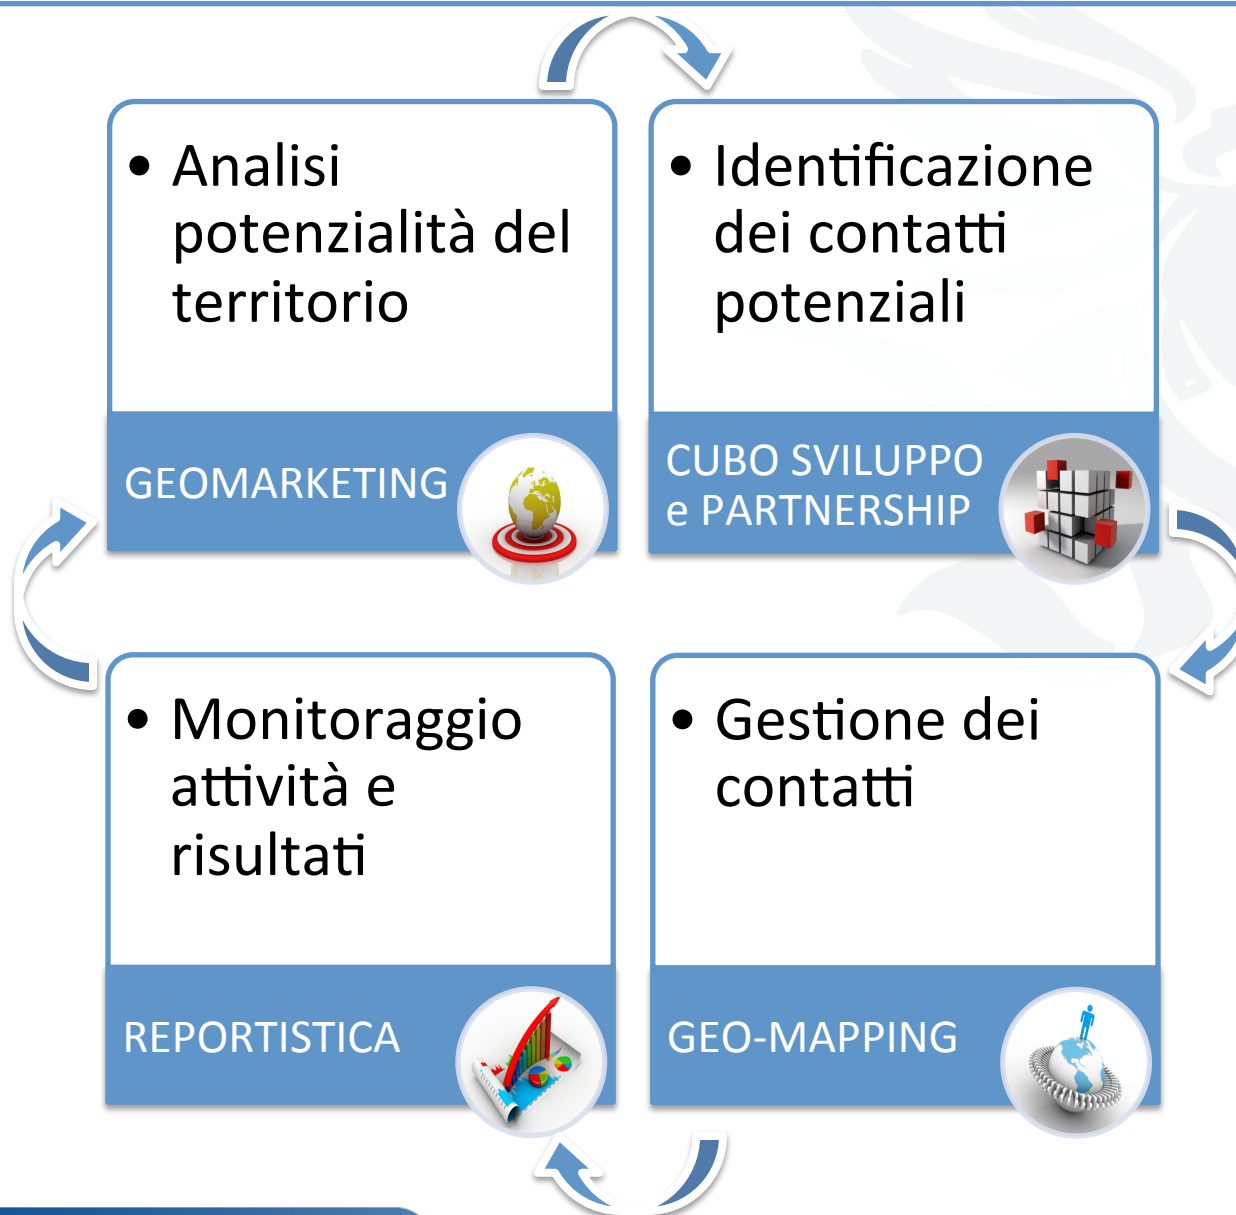 • Analisi
potenzialità del
territorio
GEOMARKETING
• Identificazione
dei contatti
potenziali
CUBO SVILUPPO
e PARTNERSHIP
• Monitoraggio
attività e
risultati
REPORTISTICA
• Gestione dei
contatti
GEO-MAPPING